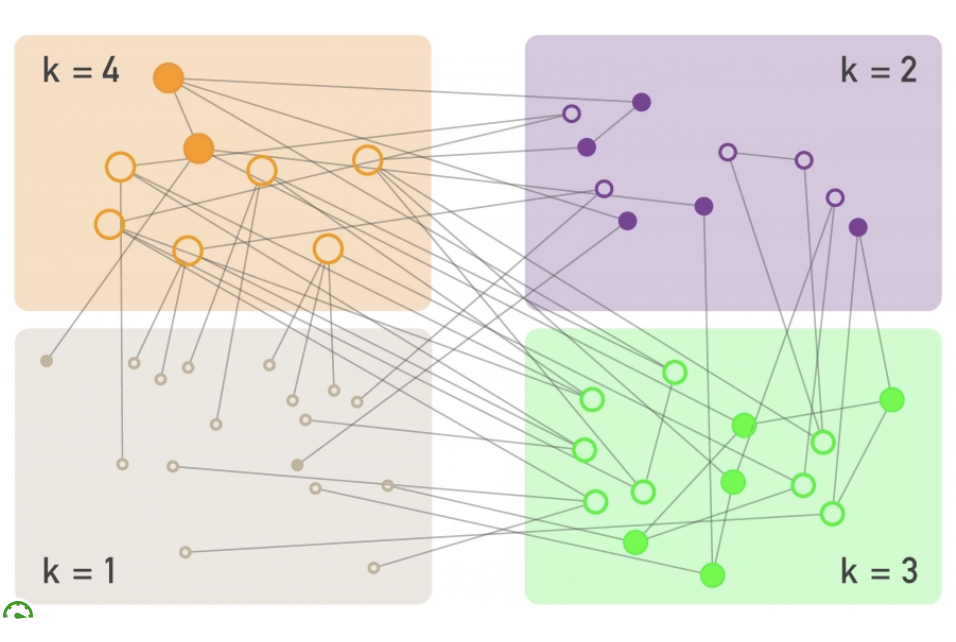 k = 4
k = 2
k = 1
k = 3